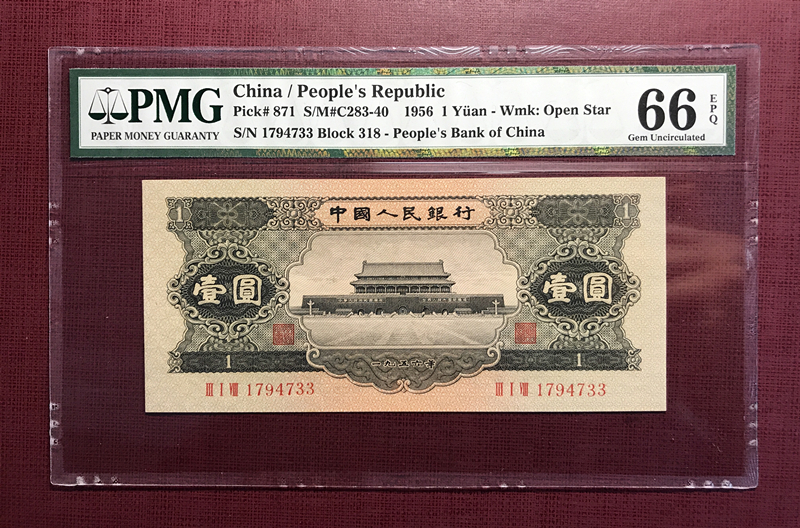 PMG
PAPER MONEY GUARANTY
China / People's Republic
Pick# 871 S/M#C283-40 1956 1 Yüan - Wmk: Open Star
S/N 1794733 Block 318 - People's Bank of China
66 EPQ
Gem Uncirculated
1 中國人民銀行 1
壹圓 壹圓
1 1
一九五六年
III I VIII 1794733 III I VIII 1794733